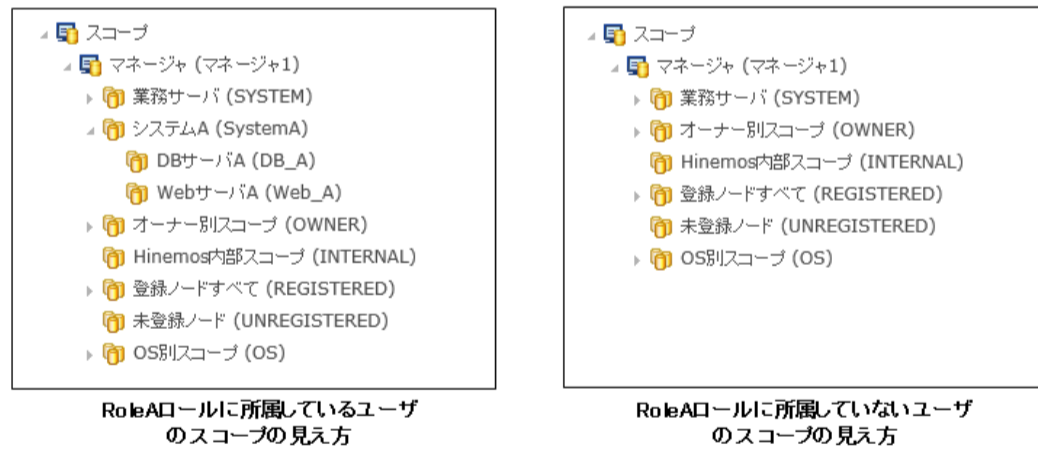 スコープ
マネージャ (マネージャ1)
業務サーバ (SYSTEM)
システムA (SystemA)
DBサーバA (DB_A)
WebサーバA (Web_A)
オーナー別スコープ (OWNER)
Hinemos内部スコープ (INTERNAL)
登録ノードすべて (REGISTERED)
未登録ノード (UNREGISTERED)
OS別スコープ (OS)
RoleAロールに所属しているユーザ
のスコープの見え方
スコープ
マネージャ (マネージャ1)
業務サーバ (SYSTEM)
オーナー別スコープ (OWNER)
Hinemos内部スコープ (INTERNAL)
登録ノードすべて (REGISTERED)
未登録ノード (UNREGISTERED)
OS別スコープ (OS)
RoleAロールに所属していないユーザ
のスコープの見え方